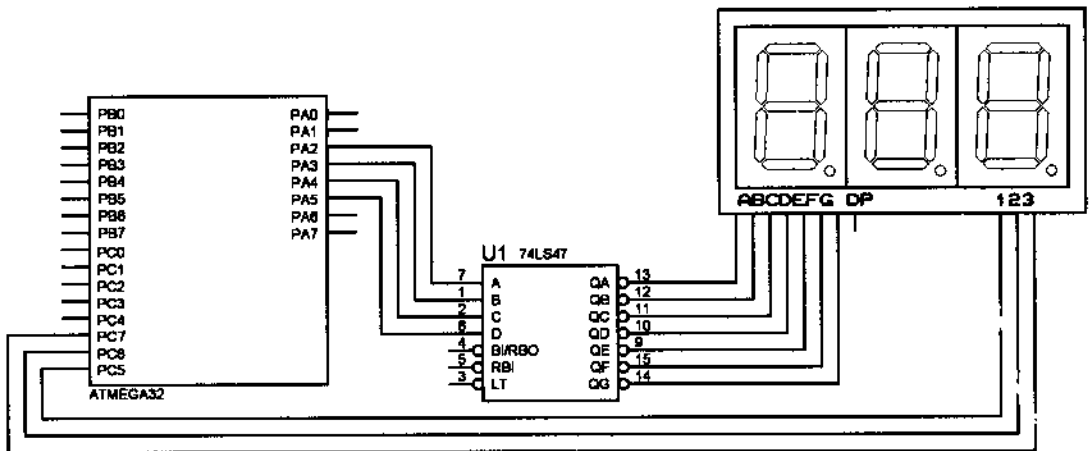 PB0
PB1
PB2
PB3
PB4
PB5
PB6
PB7
PC0
PC1
PC2
PC3
PC4
PC7
PC6
PC5
PA0
PA1
PA2
PA3
PA4
PA5
PA6
PA7
ATMEGA32
U1 74LS47
7 A QA 13
1 B QB 12
2 C QC 11
6 D QD 10
4 BI/RBO QE 9
5 RBI QF 15
3 LT QG 14
ABCDEFG DP 123